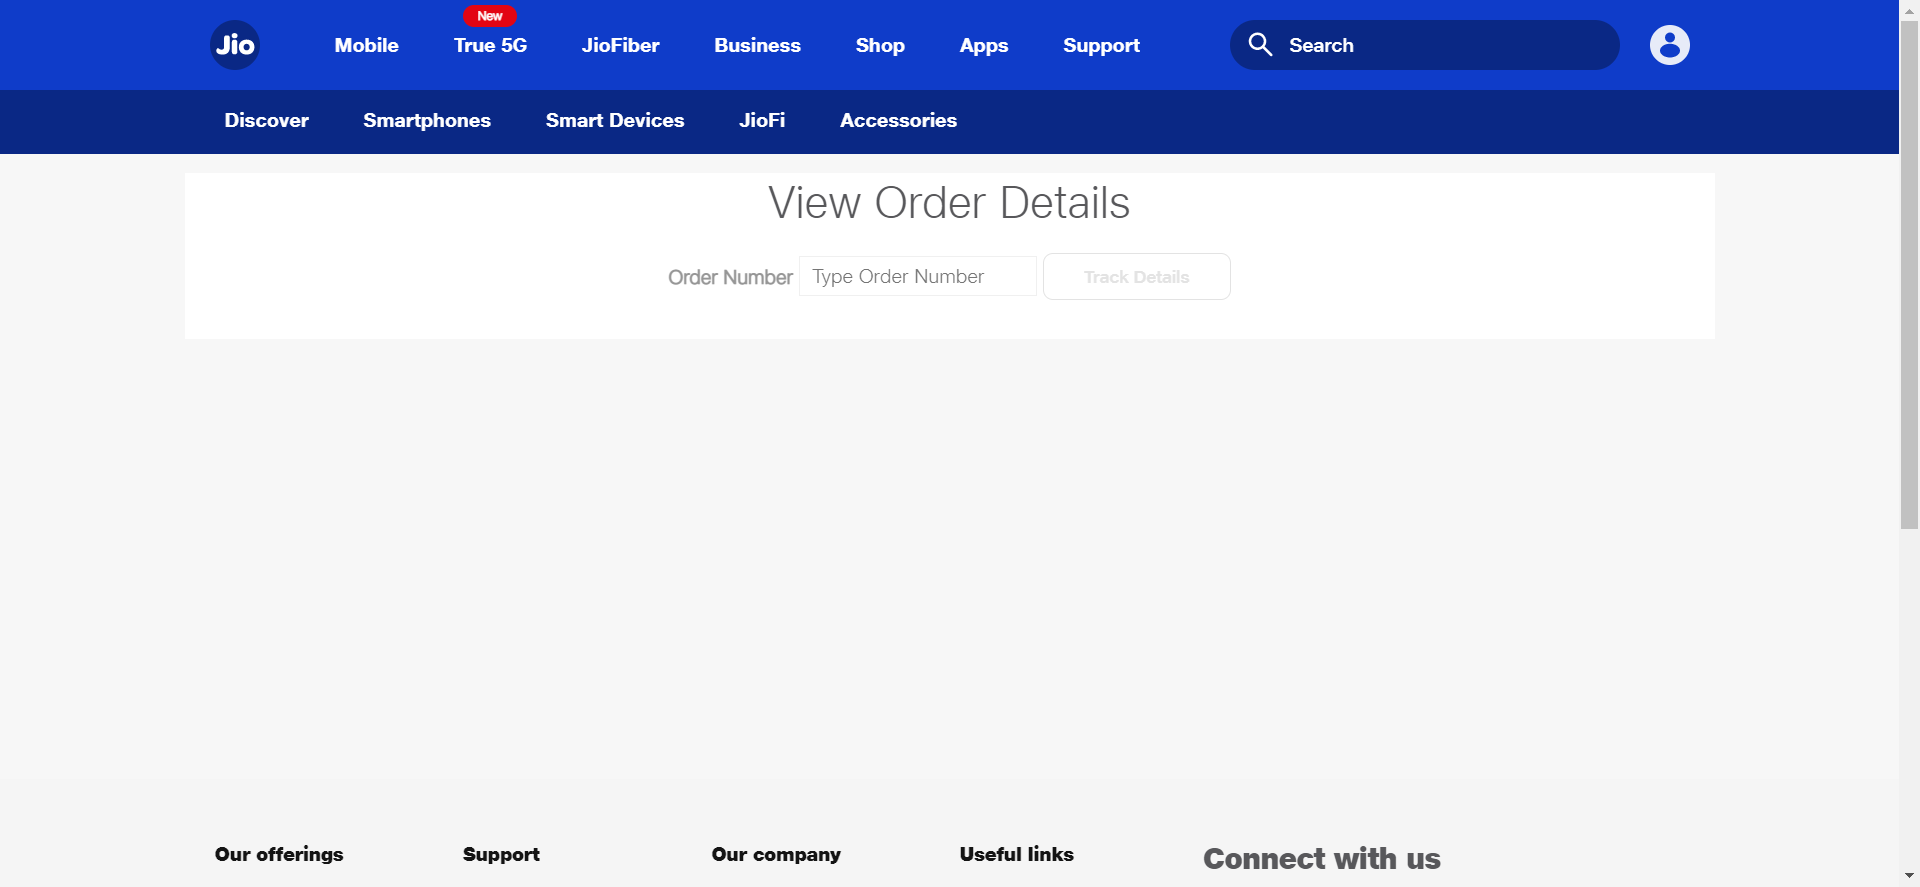 New
Jio Mobile True 5G JioFiber Business Shop Apps Support Search
Discover Smartphones Smart Devices JioFi Accessories
View Order Details
Order Number Type Order Number Track Details
Our offerings Support Our company Useful links Connect with us